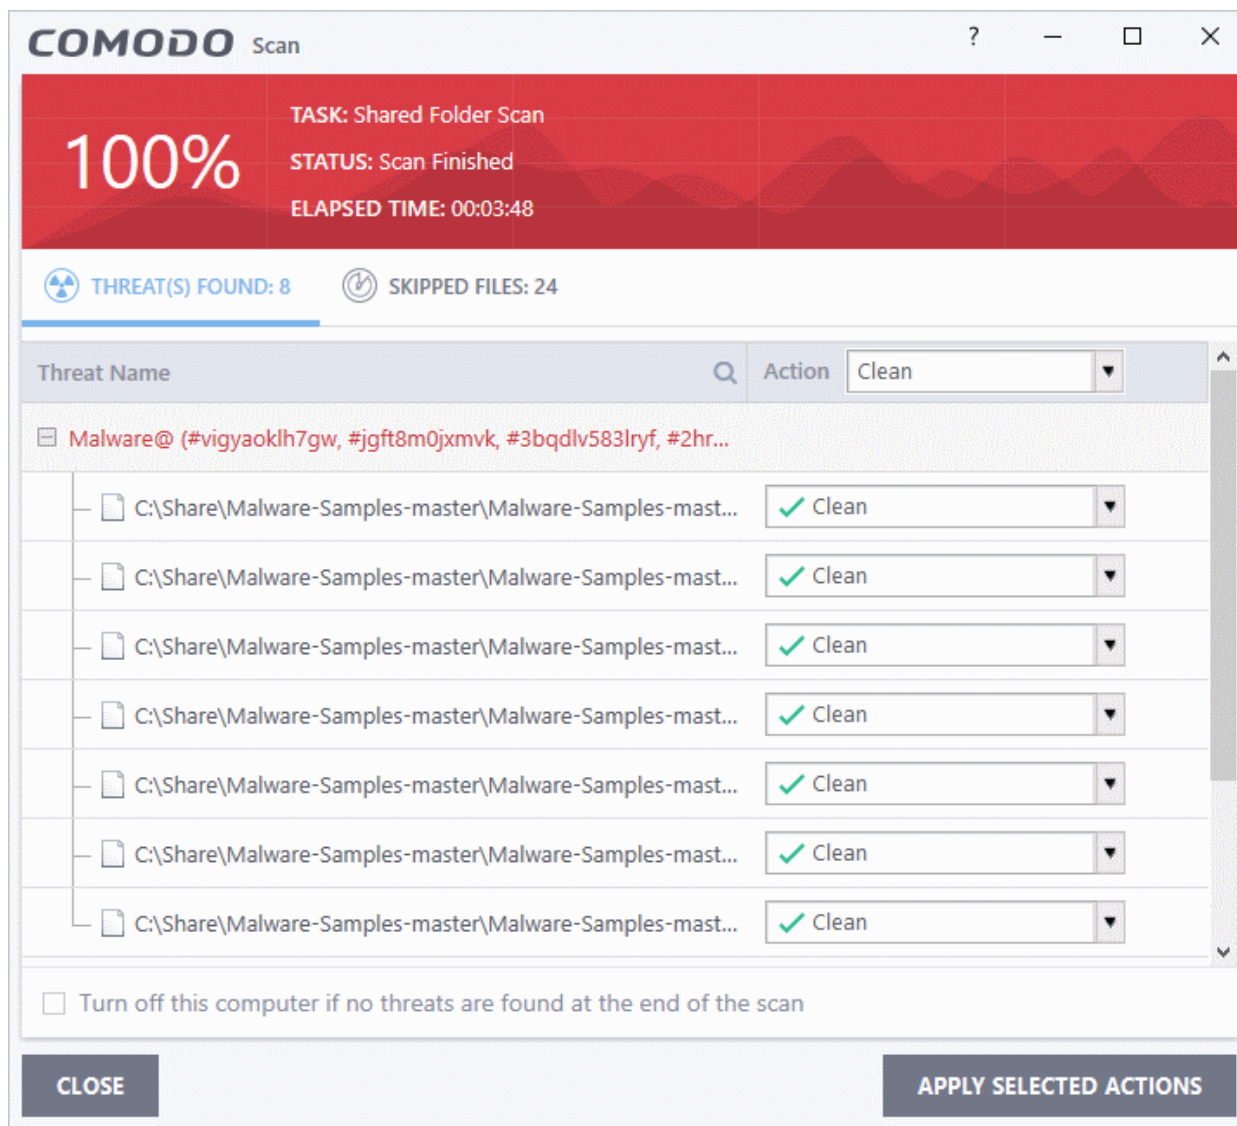 COMODO Scan ?
100%
TASK: Shared Folder Scan
STATUS: Scan Finished
ELAPSED TIME: 00:03:48
THREAT(S) FOUND: 8 SKIPPED FILES: 24
Threat Name Action Clean
Malware@ (#vigyaoklh7gw, #jgft8m0jxmvk, #3bqdlv583lryf, #2hr...
C:\Share\Malware-Samples-master\Malware-Samples-mast... Clean
C:\Share\Malware-Samples-master\Malware-Samples-mast... Clean
C:\Share\Malware-Samples-master\Malware-Samples-mast... Clean
C:\Share\Malware-Samples-master\Malware-Samples-mast... Clean
C:\Share\Malware-Samples-master\Malware-Samples-mast... Clean
C:\Share\Malware-Samples-master\Malware-Samples-mast... Clean
C:\Share\Malware-Samples-master\Malware-Samples-mast... Clean
Turn off this computer if no threats are found at the end of the scan
CLOSE APPLY SELECTED ACTIONS